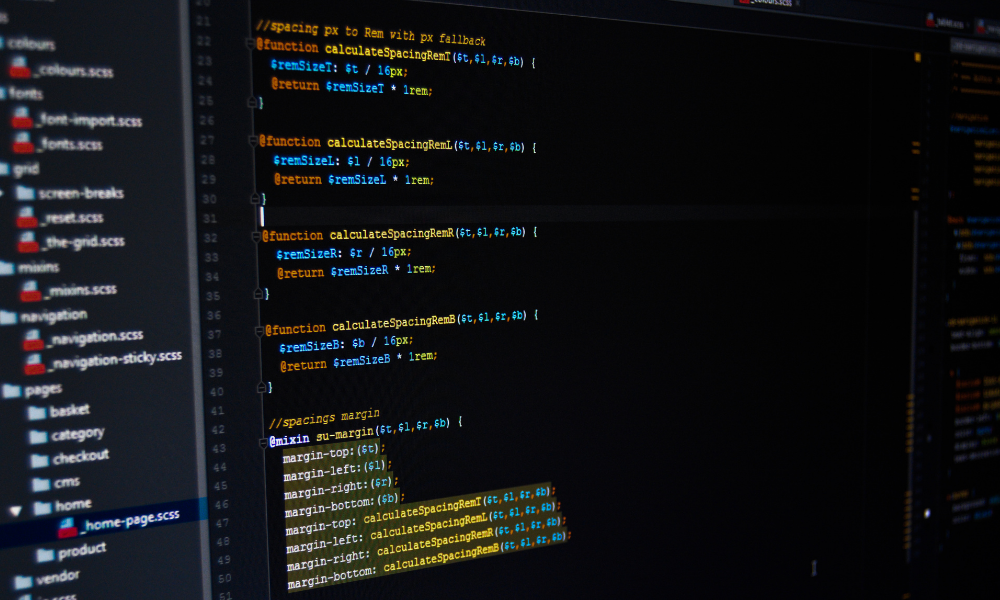 colours
_colours.scss
fonts
_font-import.scss
_fonts.scss
grid
screen-breaks
_reset.scss
_the-grid.scss
mixins
_mixins.scss
navigation
_navigation.scss
_navigation-sticky.scss
pages
basket
category
checkout
cms
home
_home-page.scss
product
vendor
_colours.scss
21 //spacing px to Rem with px fallback
22 @function calculateSpacingRemT($t,$l,$r,$b) {
23 $remSizeT: $t / 16px;
24 @return $remSizeT * 1rem;
25 }
26
27 @function calculateSpacingRemL($t,$l,$r,$b) {
28 $remSizeL: $l / 16px;
29 @return $remSizeL * 1rem;
30 }
31
32 @function calculateSpacingRemR($t,$l,$r,$b) {
33 $remSizeR: $r / 16px;
34 @return $remSizeR * 1rem;
35 }
36
37 @function calculateSpacingRemB($t,$l,$r,$b) {
38 $remSizeB: $b / 16px;
39 @return $remSizeB * 1rem;
40 }
41
42 //spacings margin
43 @mixin su-margin($t,$l,$r,$b) {
44 margin-top:($t);
45 margin-left:($l);
46 margin-right:($r);
47 margin-bottom:($b);
48 margin-top: calculateSpacingRemT($t,$l,$r,$b);
49 margin-left: calculateSpacingRemL($t,$l,$r,$b);
50 margin-right: calculateSpacingRemR($t,$l,$r,$b);
51 margin-bottom: calculateSpacingRemB($t,$l,$r,$b);